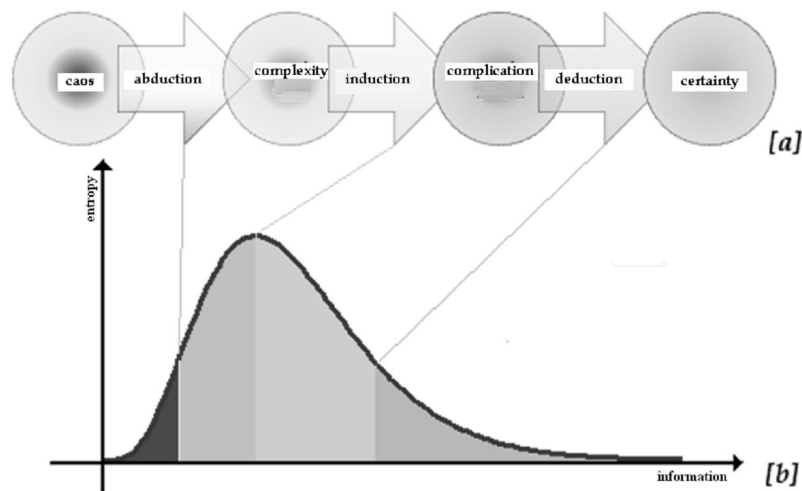 caos
abduction
complexity
induction
complication
deduction
certainty
[a]
entropy
information
[b]